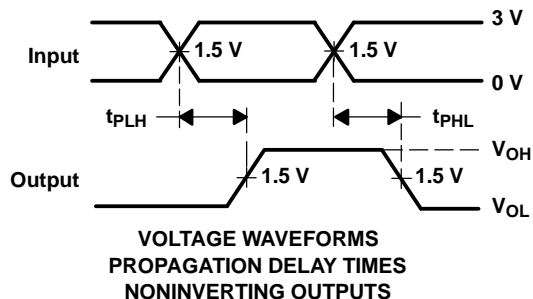 3 V
Input
1.5 V
1.5 V
0 V
tPLH
tPHL
VOH
Output
1.5 V
1.5 V
VOL
VOLTAGE WAVEFORMS
PROPAGATION DELAY TIMES
NONINVERTING OUTPUTS